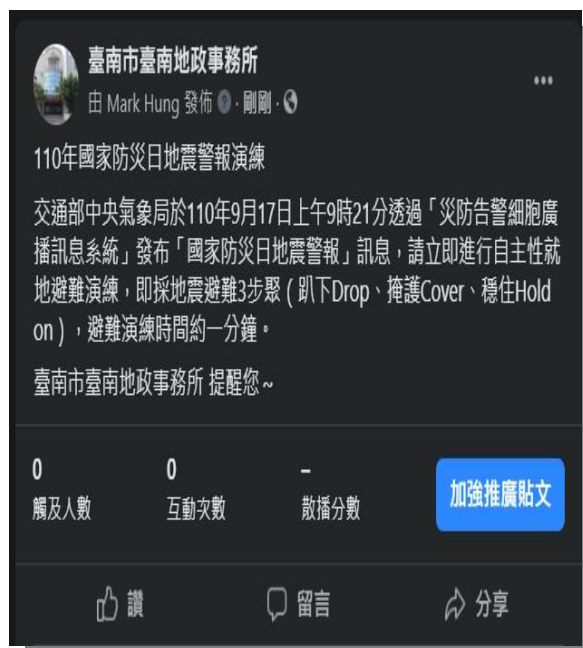 臺南市臺南地政事務所
由 Mark Hung 發佈 · 剛剛 ·
110年國家防災日地震警報演練
交通部中央氣象局於110年9月17日上午9時21分透過「災防告警細胞廣
播訊息系統」發布「國家防災日地震警報」訊息，請立即進行自主性就
地避難演練，即採地震避難3步聚（趴下Drop、掩護Cover、穩住Hold
on），避難演練時間約一分鐘。
臺南市臺南地政事務所 提醒您~
0 0 –
觸及人數 互動次數 散播分數 加強推廣貼文
讚 留言 分享